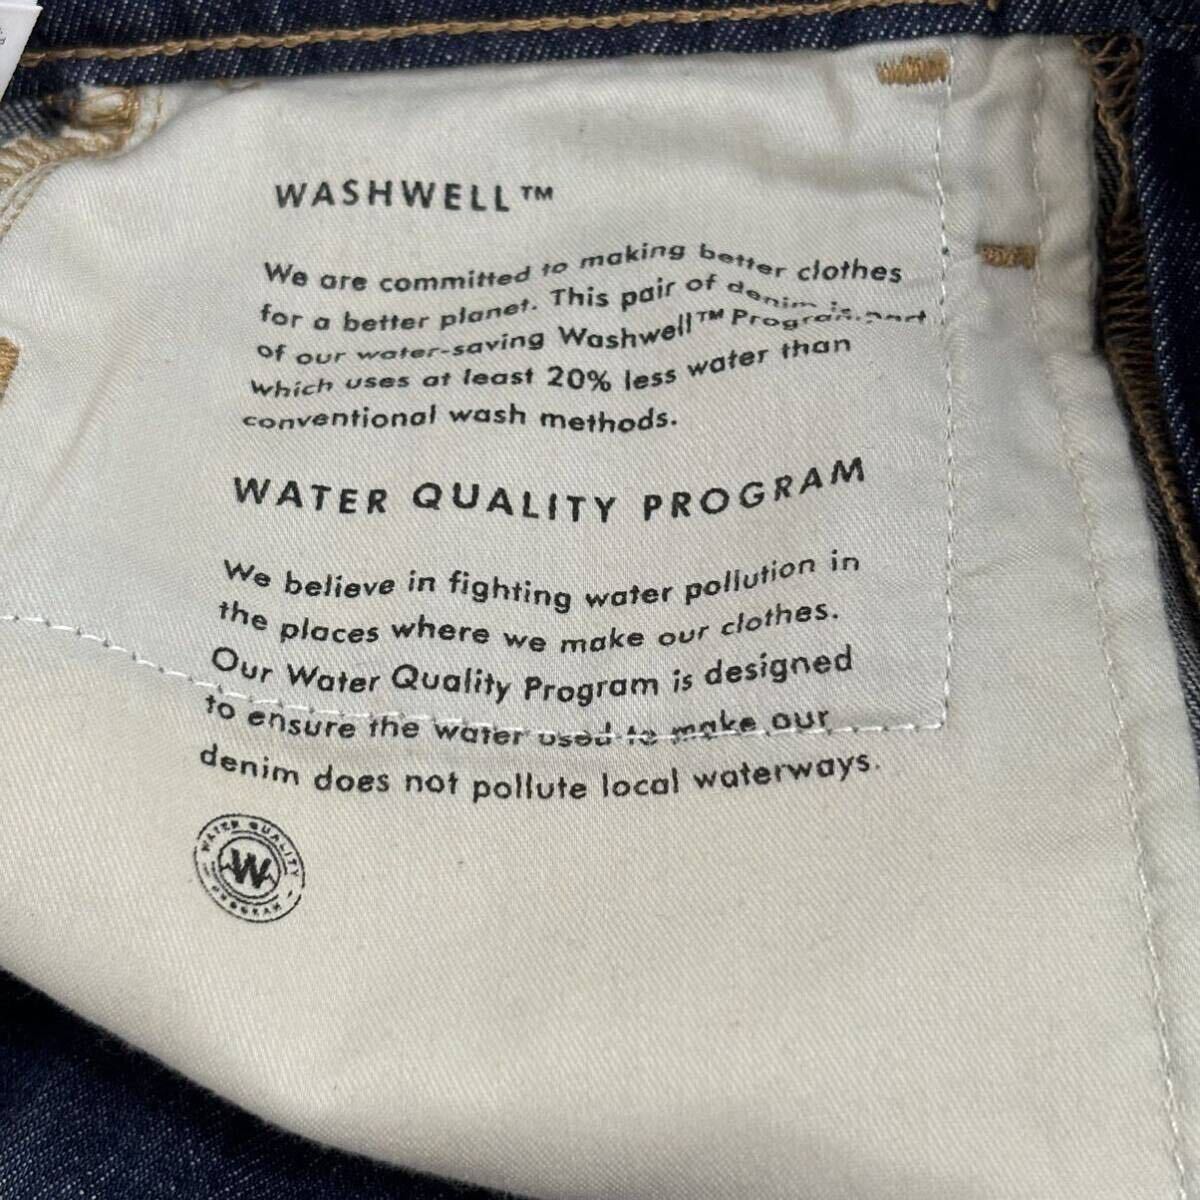 WASHWELL™
We are committed to making better clothes
for a better planet. This pair of denim is part
of our water-saving Washwell™ Program
which uses at least 20% less water than
conventional wash methods.
WATER QUALITY PROGRAM
We believe in fighting water pollution in
the places where we make our clothes.
Our Water Quality Program is designed
to ensure the water used to make our
denim does not pollute local waterways.
WATER QUALITY
W
PROGRAM